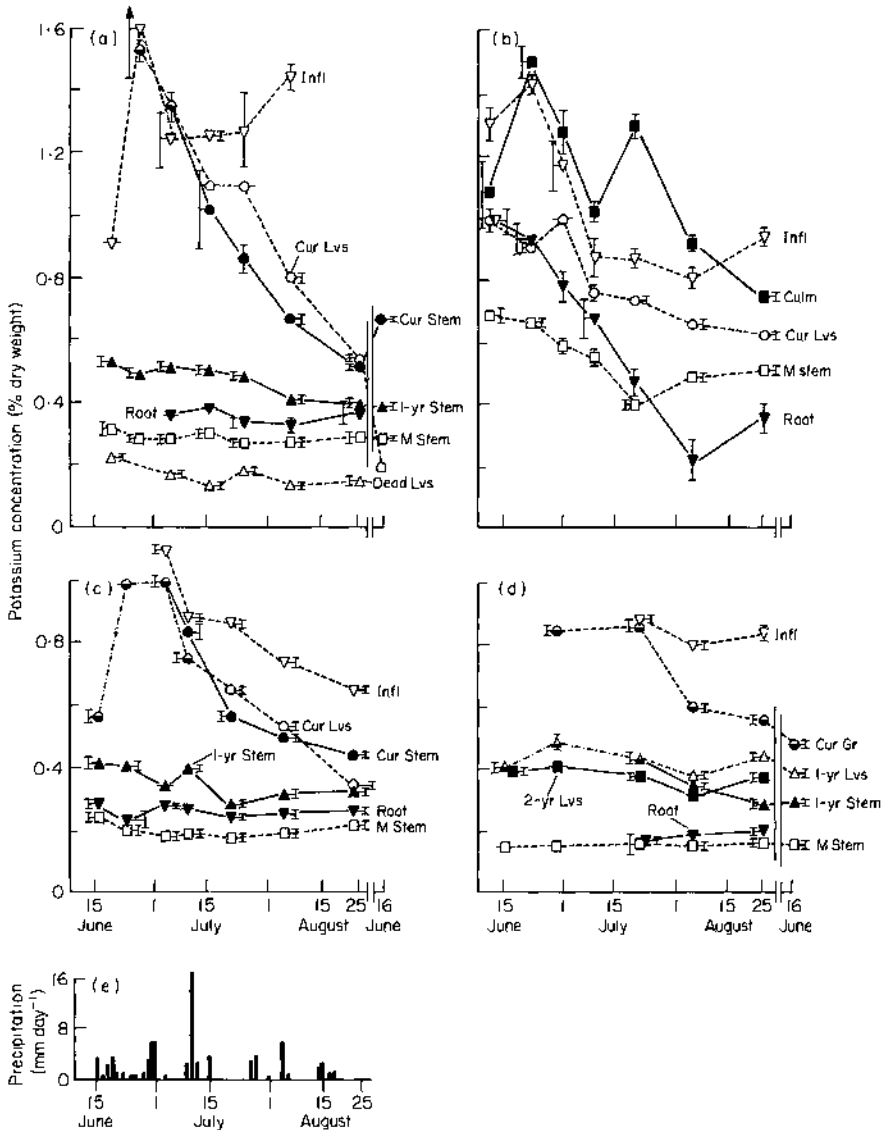 Potassium concentration (% dry weight)
1·6
1·2
0·8
0·4
0
(a)
Infl
Cur Lvs
Cur Stem
1-yr Stem
Root
M Stem
Dead Lvs
(b)
Infl
Culm
Cur Lvs
M stem
Root
0·8
0·4
0
(c)
Infl
Cur Lvs
Cur Stem
1-yr Stem
Root
M Stem
15 1 15 1 15 25 16
June July August June
(d)
Infl
Cur Gr
1-yr Lvs
1-yr Stem
2-yr Lvs
Root
M Stem
15 1 15 1 15 25 16
June July August June
Precipitation
(mm day⁻¹)
16
8
0
(e)
15 1 15 1 15 25
June July August